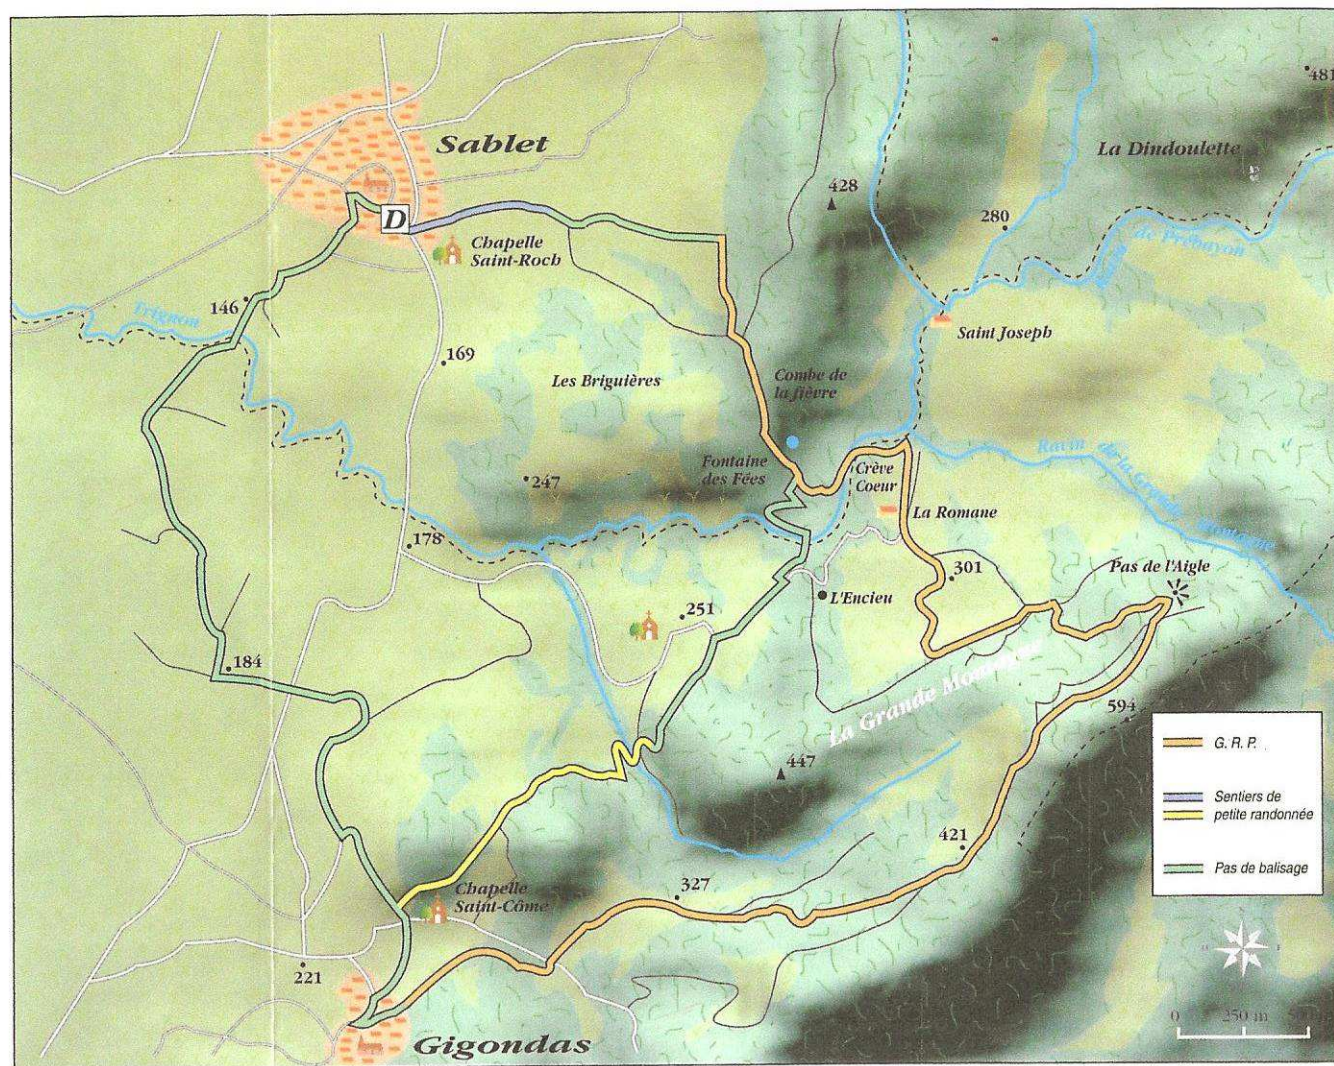 Sablet
D
Chapelle
Saint-Roch
428
481
La Dindoulette
280
de Prébayon
146
Trignon
169
Les Briguières
Combe de
la fièvre
Saint Joseph
Fontaine
des Fées
Crève
Coeur
Ravin de la Grande Montagne
247
La Romane
178
301
Pas de l'Aigle
L'Encieu
251
184
La Grande Montagne
594
447
G.R.P.
Sentiers de
petite randonnée
Pas de balisage
421
327
Chapelle
Saint-Côme
221
Gigondas
0 250 m